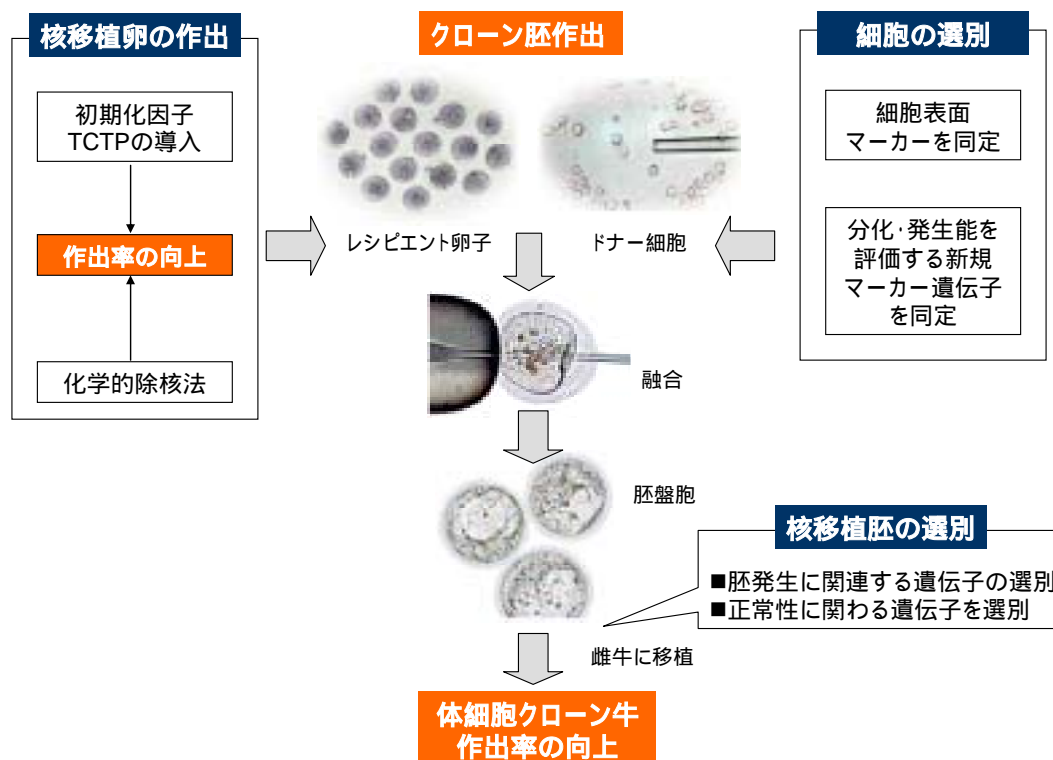 核移植卵の作出
初期化因子
TCTPの導入
作出率の向上
化学的除核法
クローン胚作出
レシピエント卵子
ドナー細胞
細胞の選別
細胞表面
マーカーを同定
分化・発生能を
評価する新規
マーカー遺伝子
を同定
融合
胚盤胞
核移植胚の選別
■胚発生に関連する遺伝子の選別
■正常性に関わる遺伝子を選別
雌牛に移植
体細胞クローン牛
作出率の向上